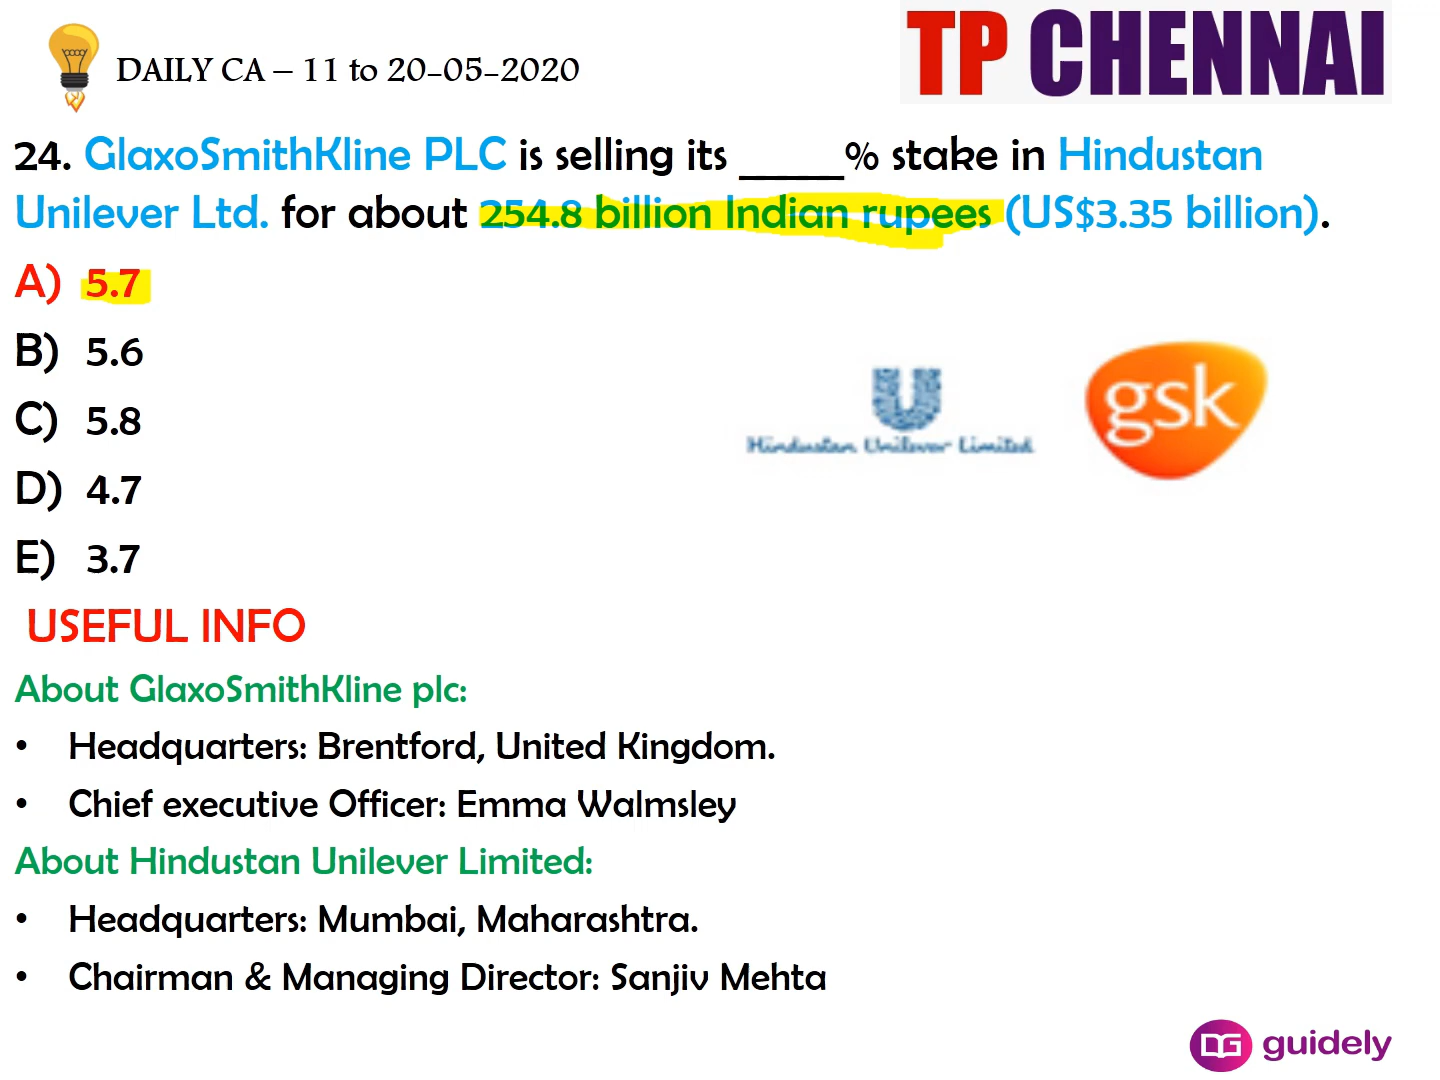 TP CHENNAI
DAILY CA – 11 to 20-05-2020
24. GlaxoSmithKline PLC is selling its _____% stake in Hindustan
Unilever Ltd. for about 254.8 billion Indian rupees (US$3.35 billion).
A) 5.7
B) 5.6
C) 5.8
D) 4.7
E) 3.7
Hindustan Unilever Limited
gsk
USEFUL INFO
About GlaxoSmithKline plc:
• Headquarters: Brentford, United Kingdom.
• Chief executive Officer: Emma Walmsley
About Hindustan Unilever Limited:
• Headquarters: Mumbai, Maharashtra.
• Chairman & Managing Director: Sanjiv Mehta
guidely